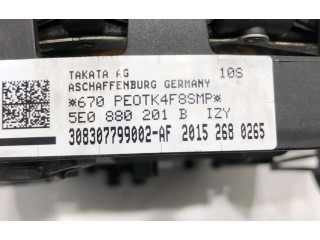 TAKATA AG 10S
ASCHAFFENBURG GERMANY
*670 PEOTK4F8SMP*
5E0 880 201 B IZY
308307799002-AF 2015 268 0265